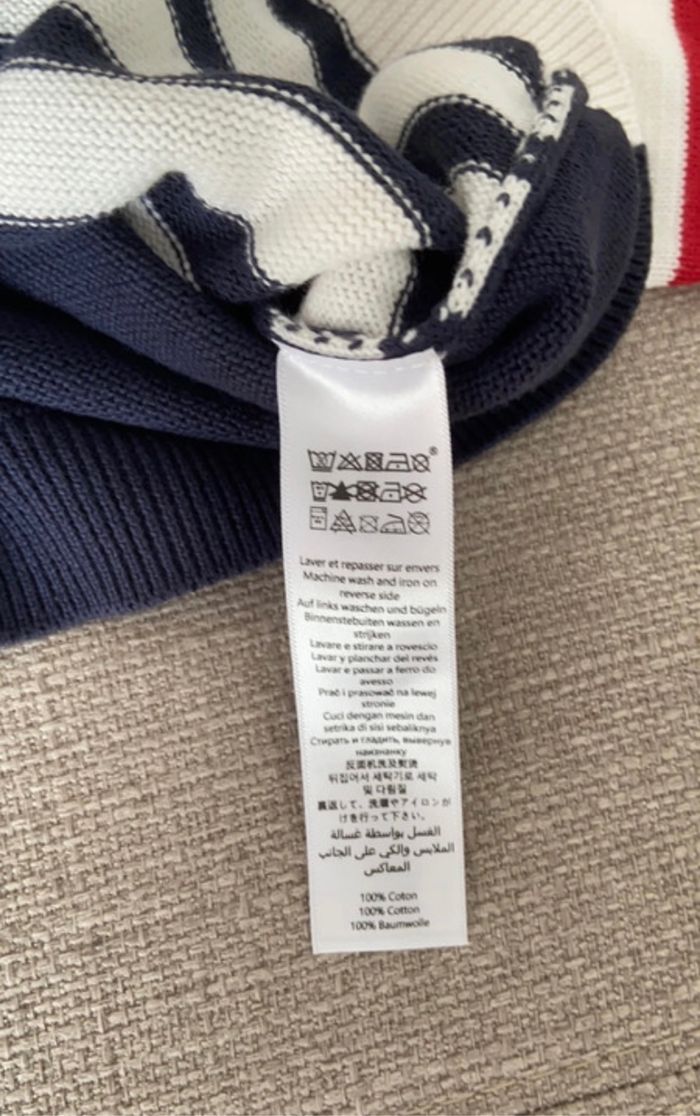 Laver et repasser sur envers
Machine wash and iron on
reverse side
Auf links waschen und bügeln
Binnenstebuiten wassen en
strijken
Lavare e stirare a rovescio
Lavar y planchar del revés
Lavar e passar a ferro do
avesso
Prać i prasować na lewej
stronie
Cuci dengan mesin dan
setrika di sisi sebaliknya
Стирать и гладить, вывернув
наизнанку
反面机洗及熨烫
뒤집어서 세탁기로 세탁
및 다림질
裏返して、洗濯やアイロンが
けを行って下さい。
الغسل بواسطة غسالة
الملابس والكي على الجانب
المعاكس
100% Coton
100% Cotton
100% Baumwolle